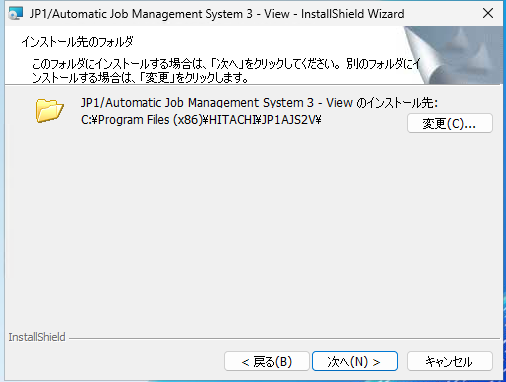 JP1/Automatic Job Management System 3 - View - InstallShield Wizard
インストール先のフォルダ
このフォルダにインストールする場合は、「次へ」をクリックしてください。別のフォルダにイ
ンストールする場合は、「変更」をクリックします。
JP1/Automatic Job Management System 3 - View のインストール先:
C:¥Program Files (x86)¥HITACHI¥JP1AJS2V¥
変更(C)...
InstallShield
< 戻る(B)
次へ(N) >
キャンセル